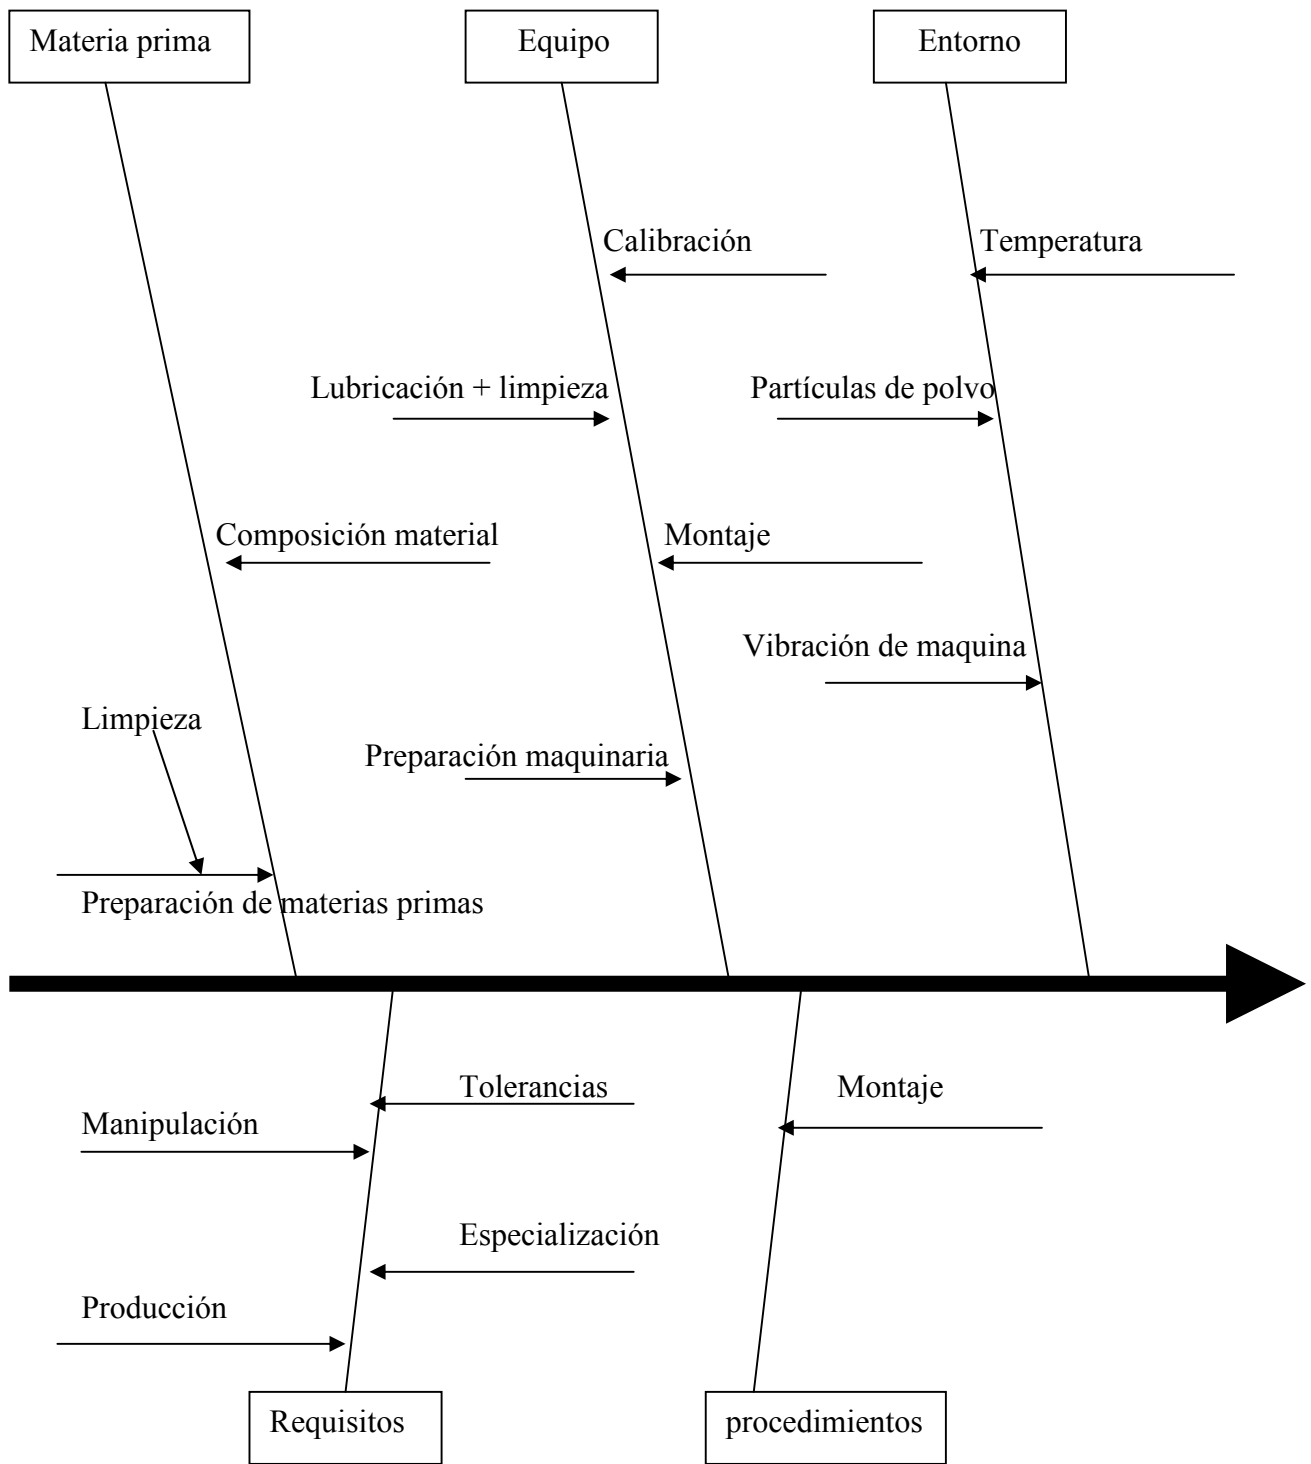 Materia prima
Equipo
Entorno
Calibración
Temperatura
Lubricación + limpieza
Partículas de polvo
Composición material
Montaje
Vibración de maquina
Limpieza
Preparación maquinaria
Preparación de materias primas
Tolerancias
Montaje
Manipulación
Especialización
Producción
Requisitos
procedimientos